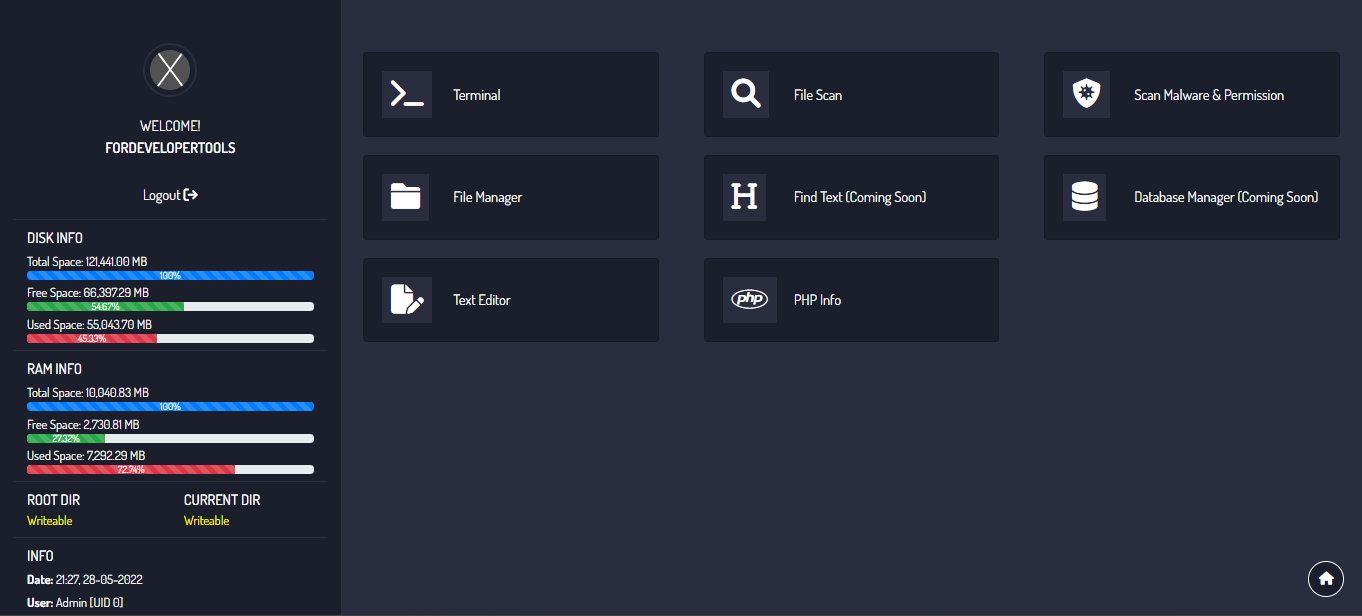 WELCOME!
FORDEVELOPERTOOLS
Logout
DISK INFO
Total Space: 121,441.00 MB
100%
Free Space: 66,397.29 MB
54.67%
Used Space: 55,043.70 MB
45.33%
RAM INFO
Total Space: 10,040.83 MB
100%
Free Space: 2,730.81 MB
27.32%
Used Space: 7,292.29 MB
72.74%
ROOT DIR CURRENT DIR
Writeable Writeable
INFO
Date: 21:27, 28-05-2022
User: Admin [UID 0]
Terminal
File Scan
Scan Malware & Permission
File Manager
H
Find Text (Coming Soon)
Database Manager (Coming Soon)
Text Editor
php
PHP Info